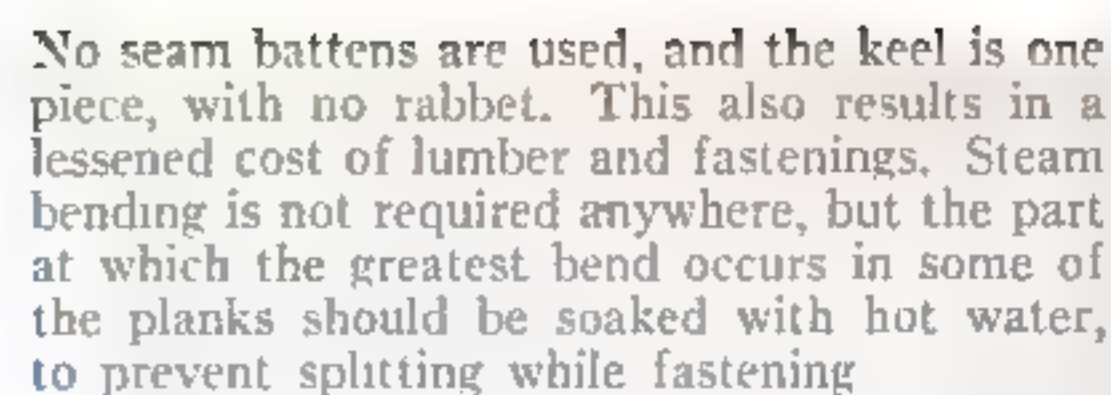 No seam battens are used, and the keel is one
piece, with no rabbet. This also results in a
lessened cost of lumber and fastenings. Steam
bending is not required anywhere, but the part
at which the greatest bend occurs in some of
the planks should be soaked with hot water,
to prevent splitting while fastening